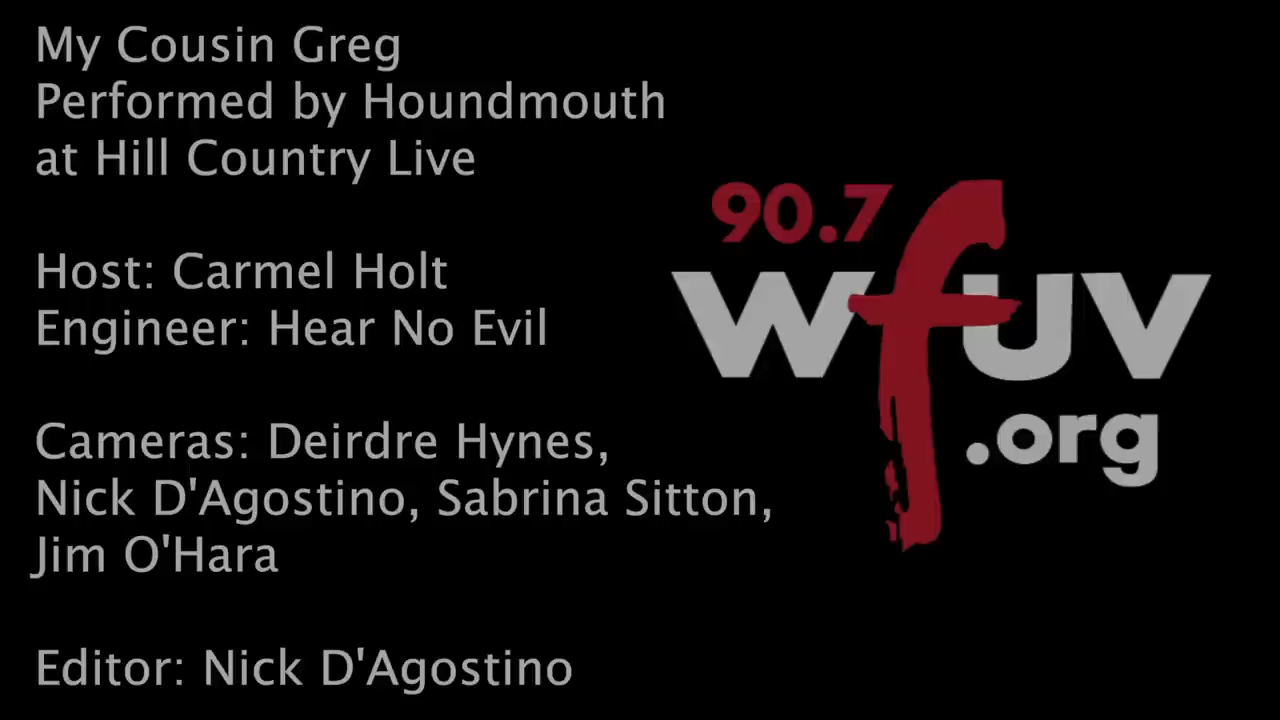 My Cousin Greg
Performed by Houndmouth
at Hill Country Live
Host: Carmel Holt
Engineer: Hear No Evil
Cameras: Deirdre Hynes,
Nick D'Agostino, Sabrina Sitton,
Jim O'Hara
Editor: Nick D'Agostino
90.7
wfuv
.org